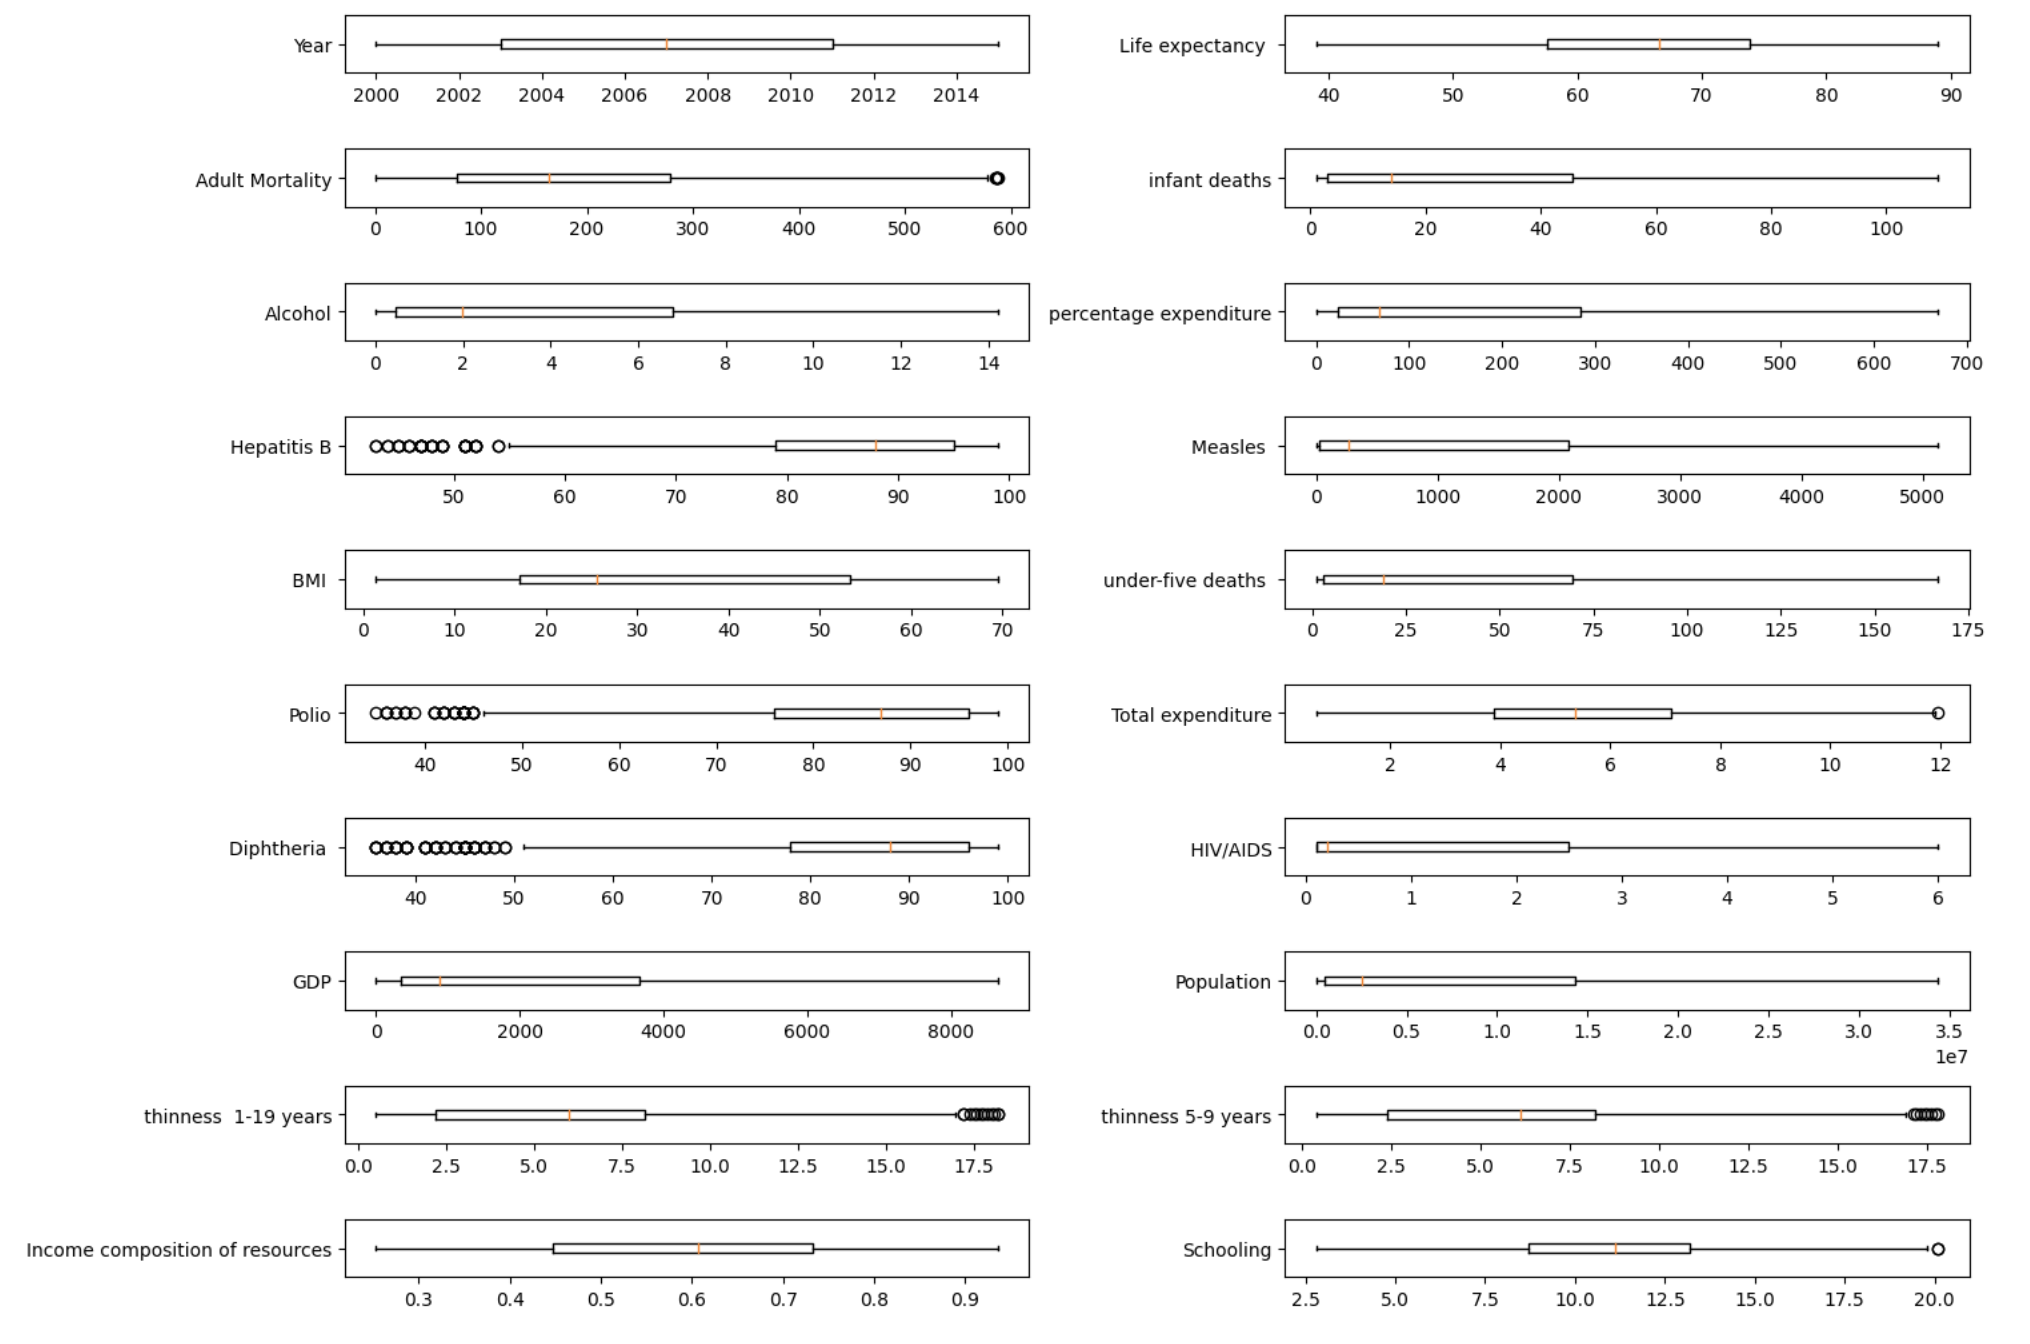 Year
2000 2002 2004 2006 2008 2010 2012 2014
Life expectancy
40 50 60 70 80 90
Adult Mortality
0 100 200 300 400 500 600
infant deaths
0 20 40 60 80 100
Alcohol
0 2 4 6 8 10 12 14
percentage expenditure
0 100 200 300 400 500 600 700
Hepatitis B
50 60 70 80 90 100
Measles
0 1000 2000 3000 4000 5000
BMI
0 10 20 30 40 50 60 70
under-five deaths
0 25 50 75 100 125 150 175
Polio
40 50 60 70 80 90 100
Total expenditure
2 4 6 8 10 12
Diphtheria
40 50 60 70 80 90 100
HIV/AIDS
0 1 2 3 4 5 6
GDP
0 2000 4000 6000 8000
Population
0.0 0.5 1.0 1.5 2.0 2.5 3.0 3.5
1e7
thinness  1-19 years
0.0 2.5 5.0 7.5 10.0 12.5 15.0 17.5
thinness 5-9 years
0.0 2.5 5.0 7.5 10.0 12.5 15.0 17.5
Income composition of resources
0.3 0.4 0.5 0.6 0.7 0.8 0.9
Schooling
2.5 5.0 7.5 10.0 12.5 15.0 17.5 20.0